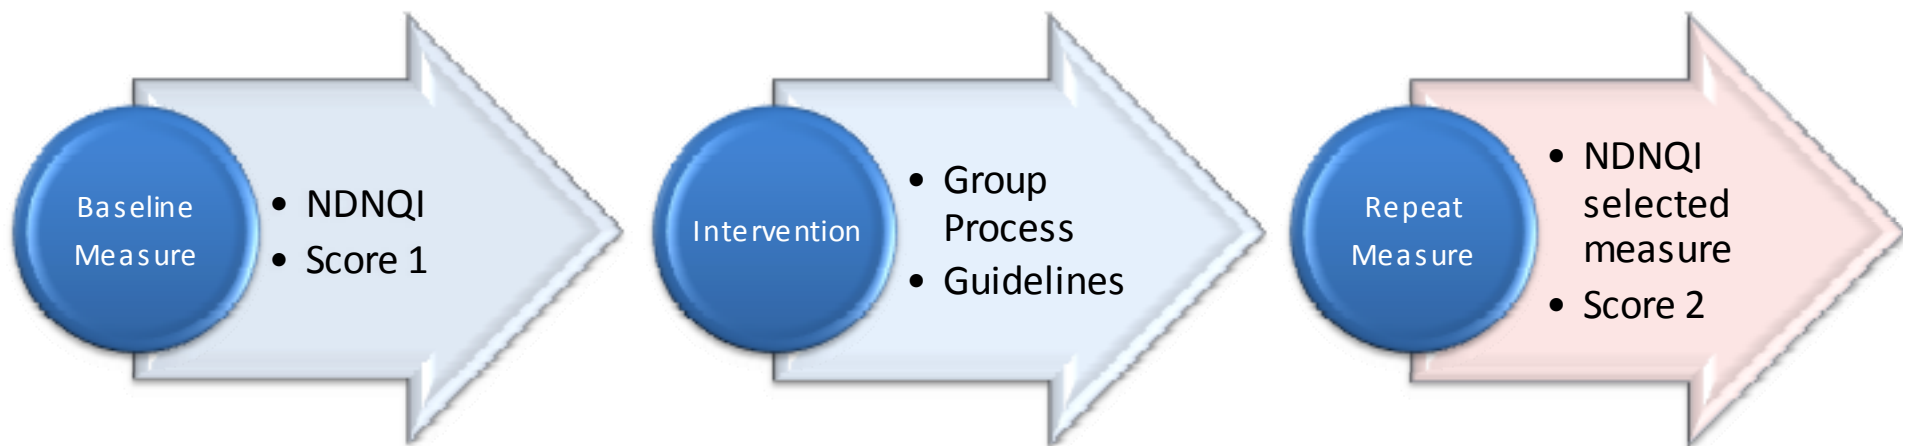 Baseline
Measure
• NDNQI
• Score 1
Intervention
• Group
Process
• Guidelines
Repeat
Measure
• NDNQI
selected
measure
• Score 2